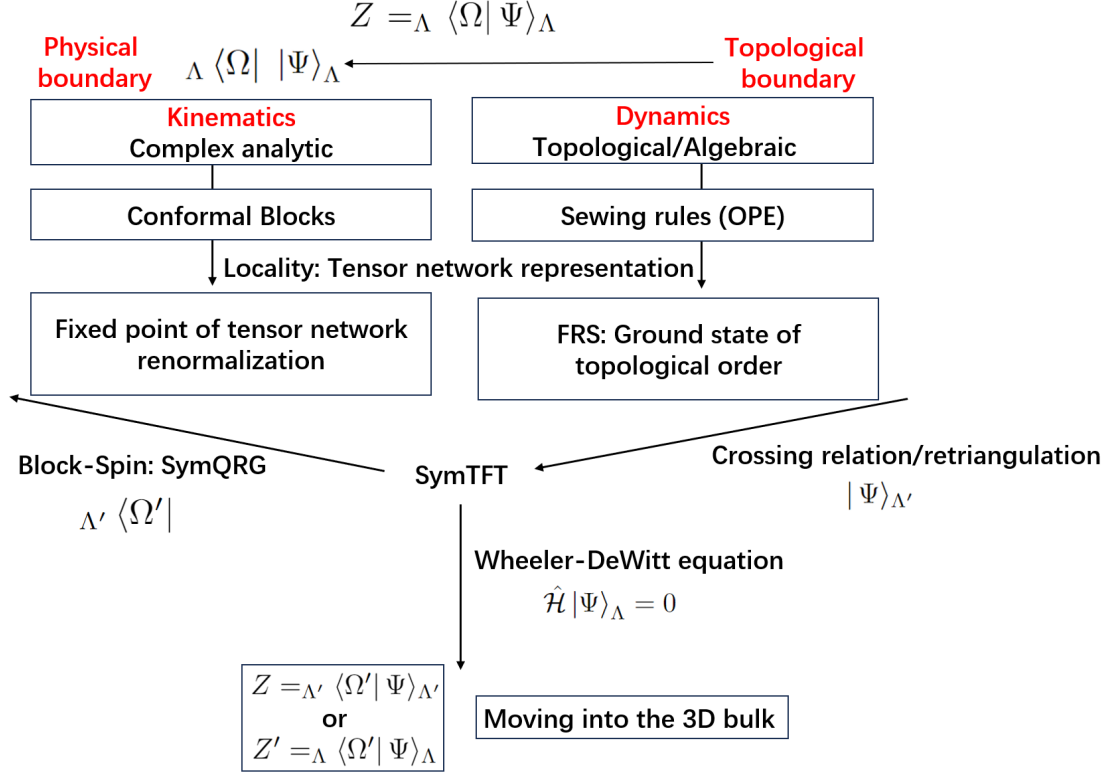 Z =_Λ ⟨Ω| Ψ⟩_Λ
Physical
boundary
_Λ ⟨Ω| |Ψ⟩_Λ
Topological
boundary
Kinematics
Complex analytic
Dynamics
Topological/Algebraic
Conformal Blocks
Sewing rules (OPE)
Locality: Tensor network representation
Fixed point of tensor network
renormalization
FRS: Ground state of
topological order
Block-Spin: SymQRG
_Λ′ ⟨Ω′|
SymTFT
Crossing relation/retriangulation
|Ψ⟩_Λ′
Wheeler-DeWitt equation
Ĥ |Ψ⟩_Λ = 0
Z =_Λ′ ⟨Ω′| Ψ⟩_Λ′
or
Z′ =_Λ ⟨Ω′| Ψ⟩_Λ
Moving into the 3D bulk